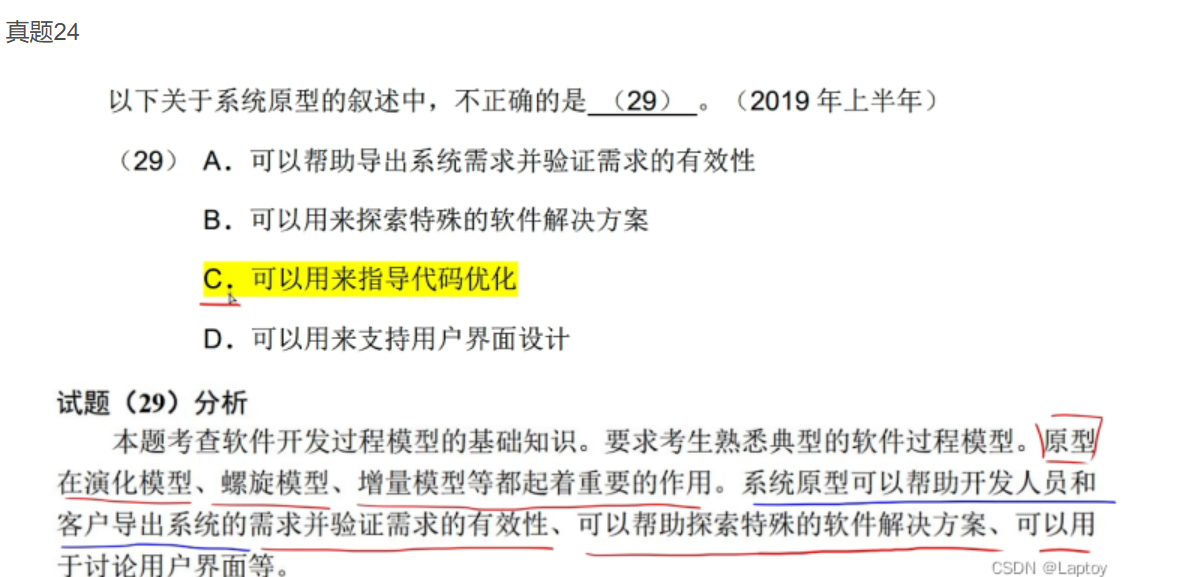 真题24
以下关于系统原型的叙述中，不正确的是 （29） 。（2019 年上半年）
（29） A．可以帮助导出系统需求并验证需求的有效性
B．可以用来探索特殊的软件解决方案
C．可以用来指导代码优化
D．可以用来支持用户界面设计
试题（29）分析
本题考查软件开发过程模型的基础知识。要求考生熟悉典型的软件过程模型。原型
在演化模型、螺旋模型、增量模型等都起着重要的作用。系统原型可以帮助开发人员和
客户导出系统的需求并验证需求的有效性、可以帮助探索特殊的软件解决方案、可以用
于讨论用户界面等。
CSDN @Laptoy